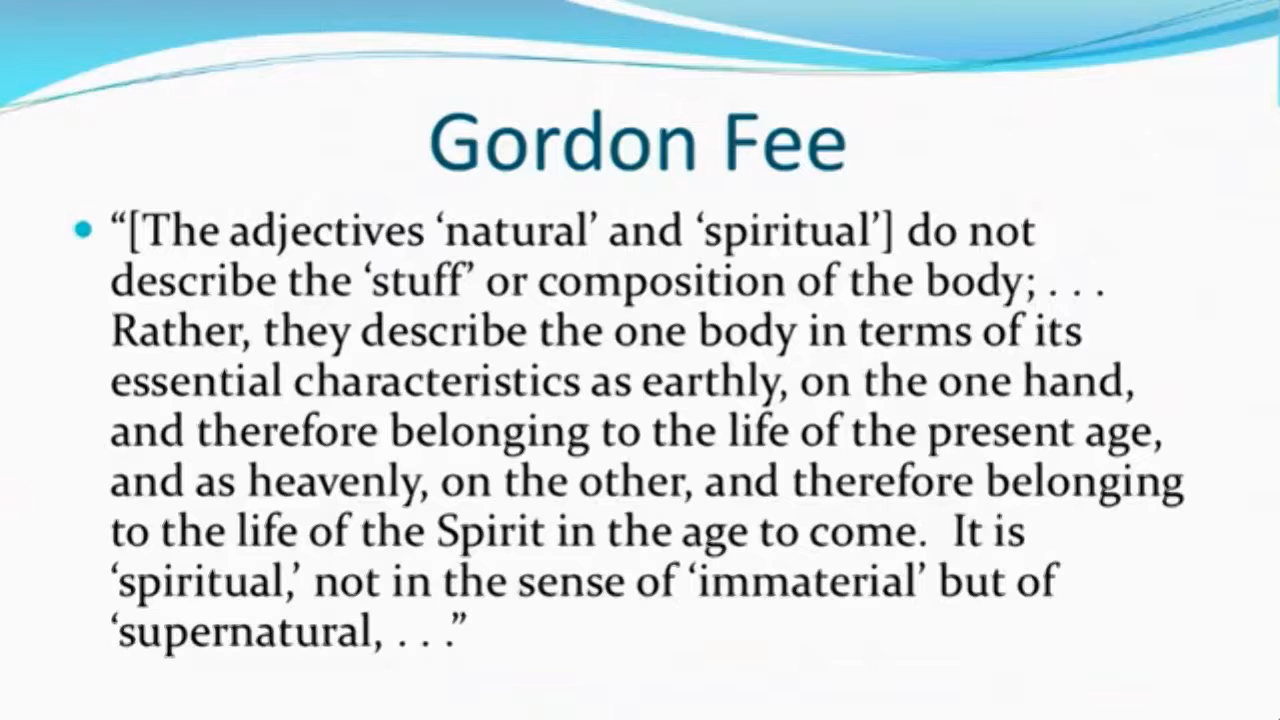 Gordon Fee
• “[The adjectives ‘natural’ and ‘spiritual’] do not
describe the ‘stuff’ or composition of the body; . . .
Rather, they describe the one body in terms of its
essential characteristics as earthly, on the one hand,
and therefore belonging to the life of the present age,
and as heavenly, on the other, and therefore belonging
to the life of the Spirit in the age to come.  It is
‘spiritual,’ not in the sense of ‘immaterial’ but of
‘supernatural, . . .”